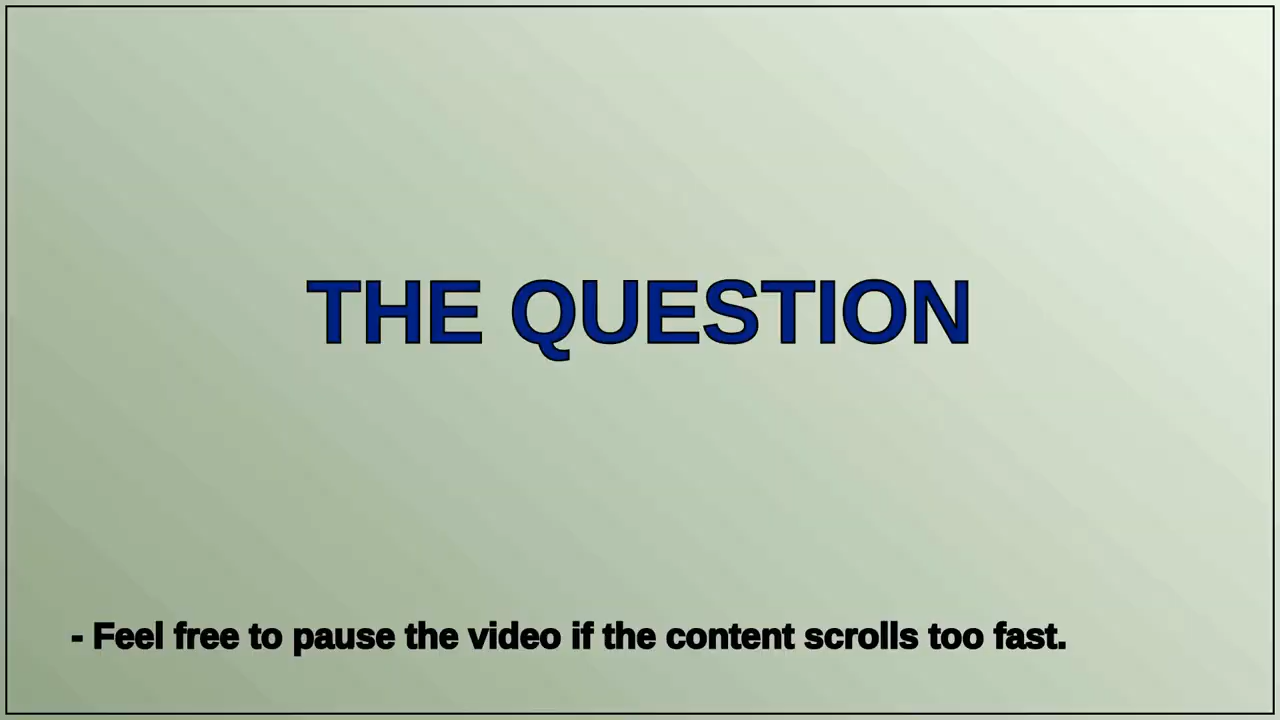 THE QUESTION
- Feel free to pause the video if the content scrolls too fast.